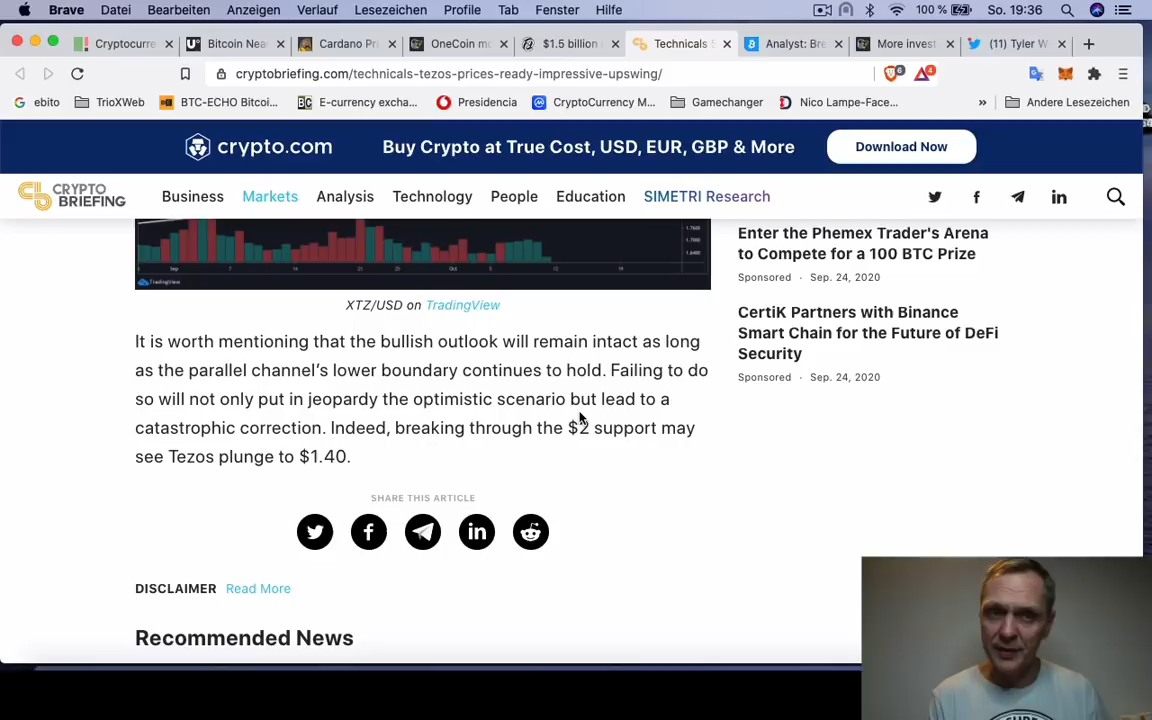 Brave Datei Bearbeiten Anzeigen Verlauf Lesezeichen Profile Tab Fenster Hilfe 100 % So. 19:36
Cryptocurre Bitcoin Nea Cardano Pri OneCoin mo $1.5 billion Technicals S Analyst: Bre More invest (11) Tyler W
cryptobriefing.com/technicals-tezos-prices-ready-impressive-upswing/ 6 4
ebito TrioXWeb BTC-ECHO Bitcoi... E-currency excha... Presidencia CryptoCurrency M... Gamechanger Nico Lampe-Face... » Andere Lesezeichen
crypto.com Buy Crypto at True Cost, USD, EUR, GBP & More Download Now
CRYPTO BRIEFING Business Markets Analysis Technology People Education SIMETRI Research
Enter the Phemex Trader's Arena
to Compete for a 100 BTC Prize
Sponsored · Sep. 24, 2020
CertiK Partners with Binance
Smart Chain for the Future of DeFi
Security
Sponsored · Sep. 24, 2020
TradingView
XTZ/USD on TradingView
It is worth mentioning that the bullish outlook will remain intact as long
as the parallel channel's lower boundary continues to hold. Failing to do
so will not only put in jeopardy the optimistic scenario but lead to a
catastrophic correction. Indeed, breaking through the $2 support may
see Tezos plunge to $1.40.
SHARE THIS ARTICLE
DISCLAIMER Read More
Recommended News